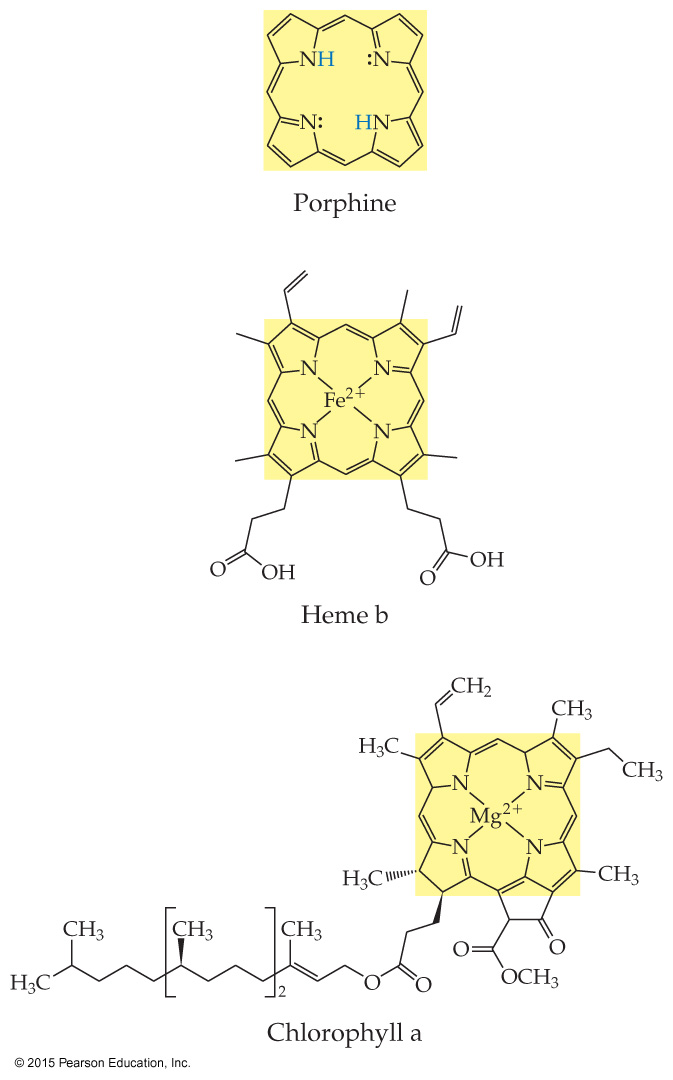 NH :N
N: HN
Porphine
N N
Fe2+
N N
O OH O OH
Heme b
CH2
CH3
H3C
CH3
N N
Mg2+
N N
H3C CH3
CH3 CH3 CH3
O O
H3C 2 O O OCH3
Chlorophyll a
© 2015 Pearson Education, Inc.